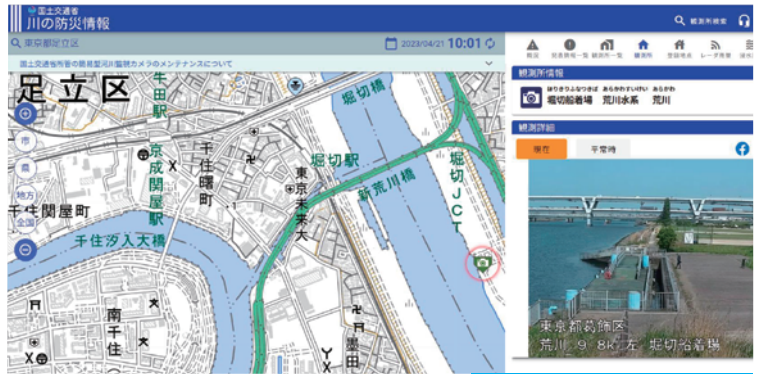 国土交通省
川の防災情報
観測所検索
東京都足立区
2023/04/21 10:01
国土交通省所管の簡易型河川監視カメラのメンテナンスについて
観測所
観測所情報
ほりきりふなつきば あらかわすいけい あらかわ
堀切船着場 荒川水系 荒川
観測詳細
現在
平常時
足立区
牛田駅
堀切
市
県
地方
全国
京成関屋駅
千住曙町
堀切駅
東京未来大
新荒川橋
堀切JCT
千住関屋町
千住汐入大橋
南千住
墨田
東京都葛飾区
荒川 9.8k 左 堀切船着場